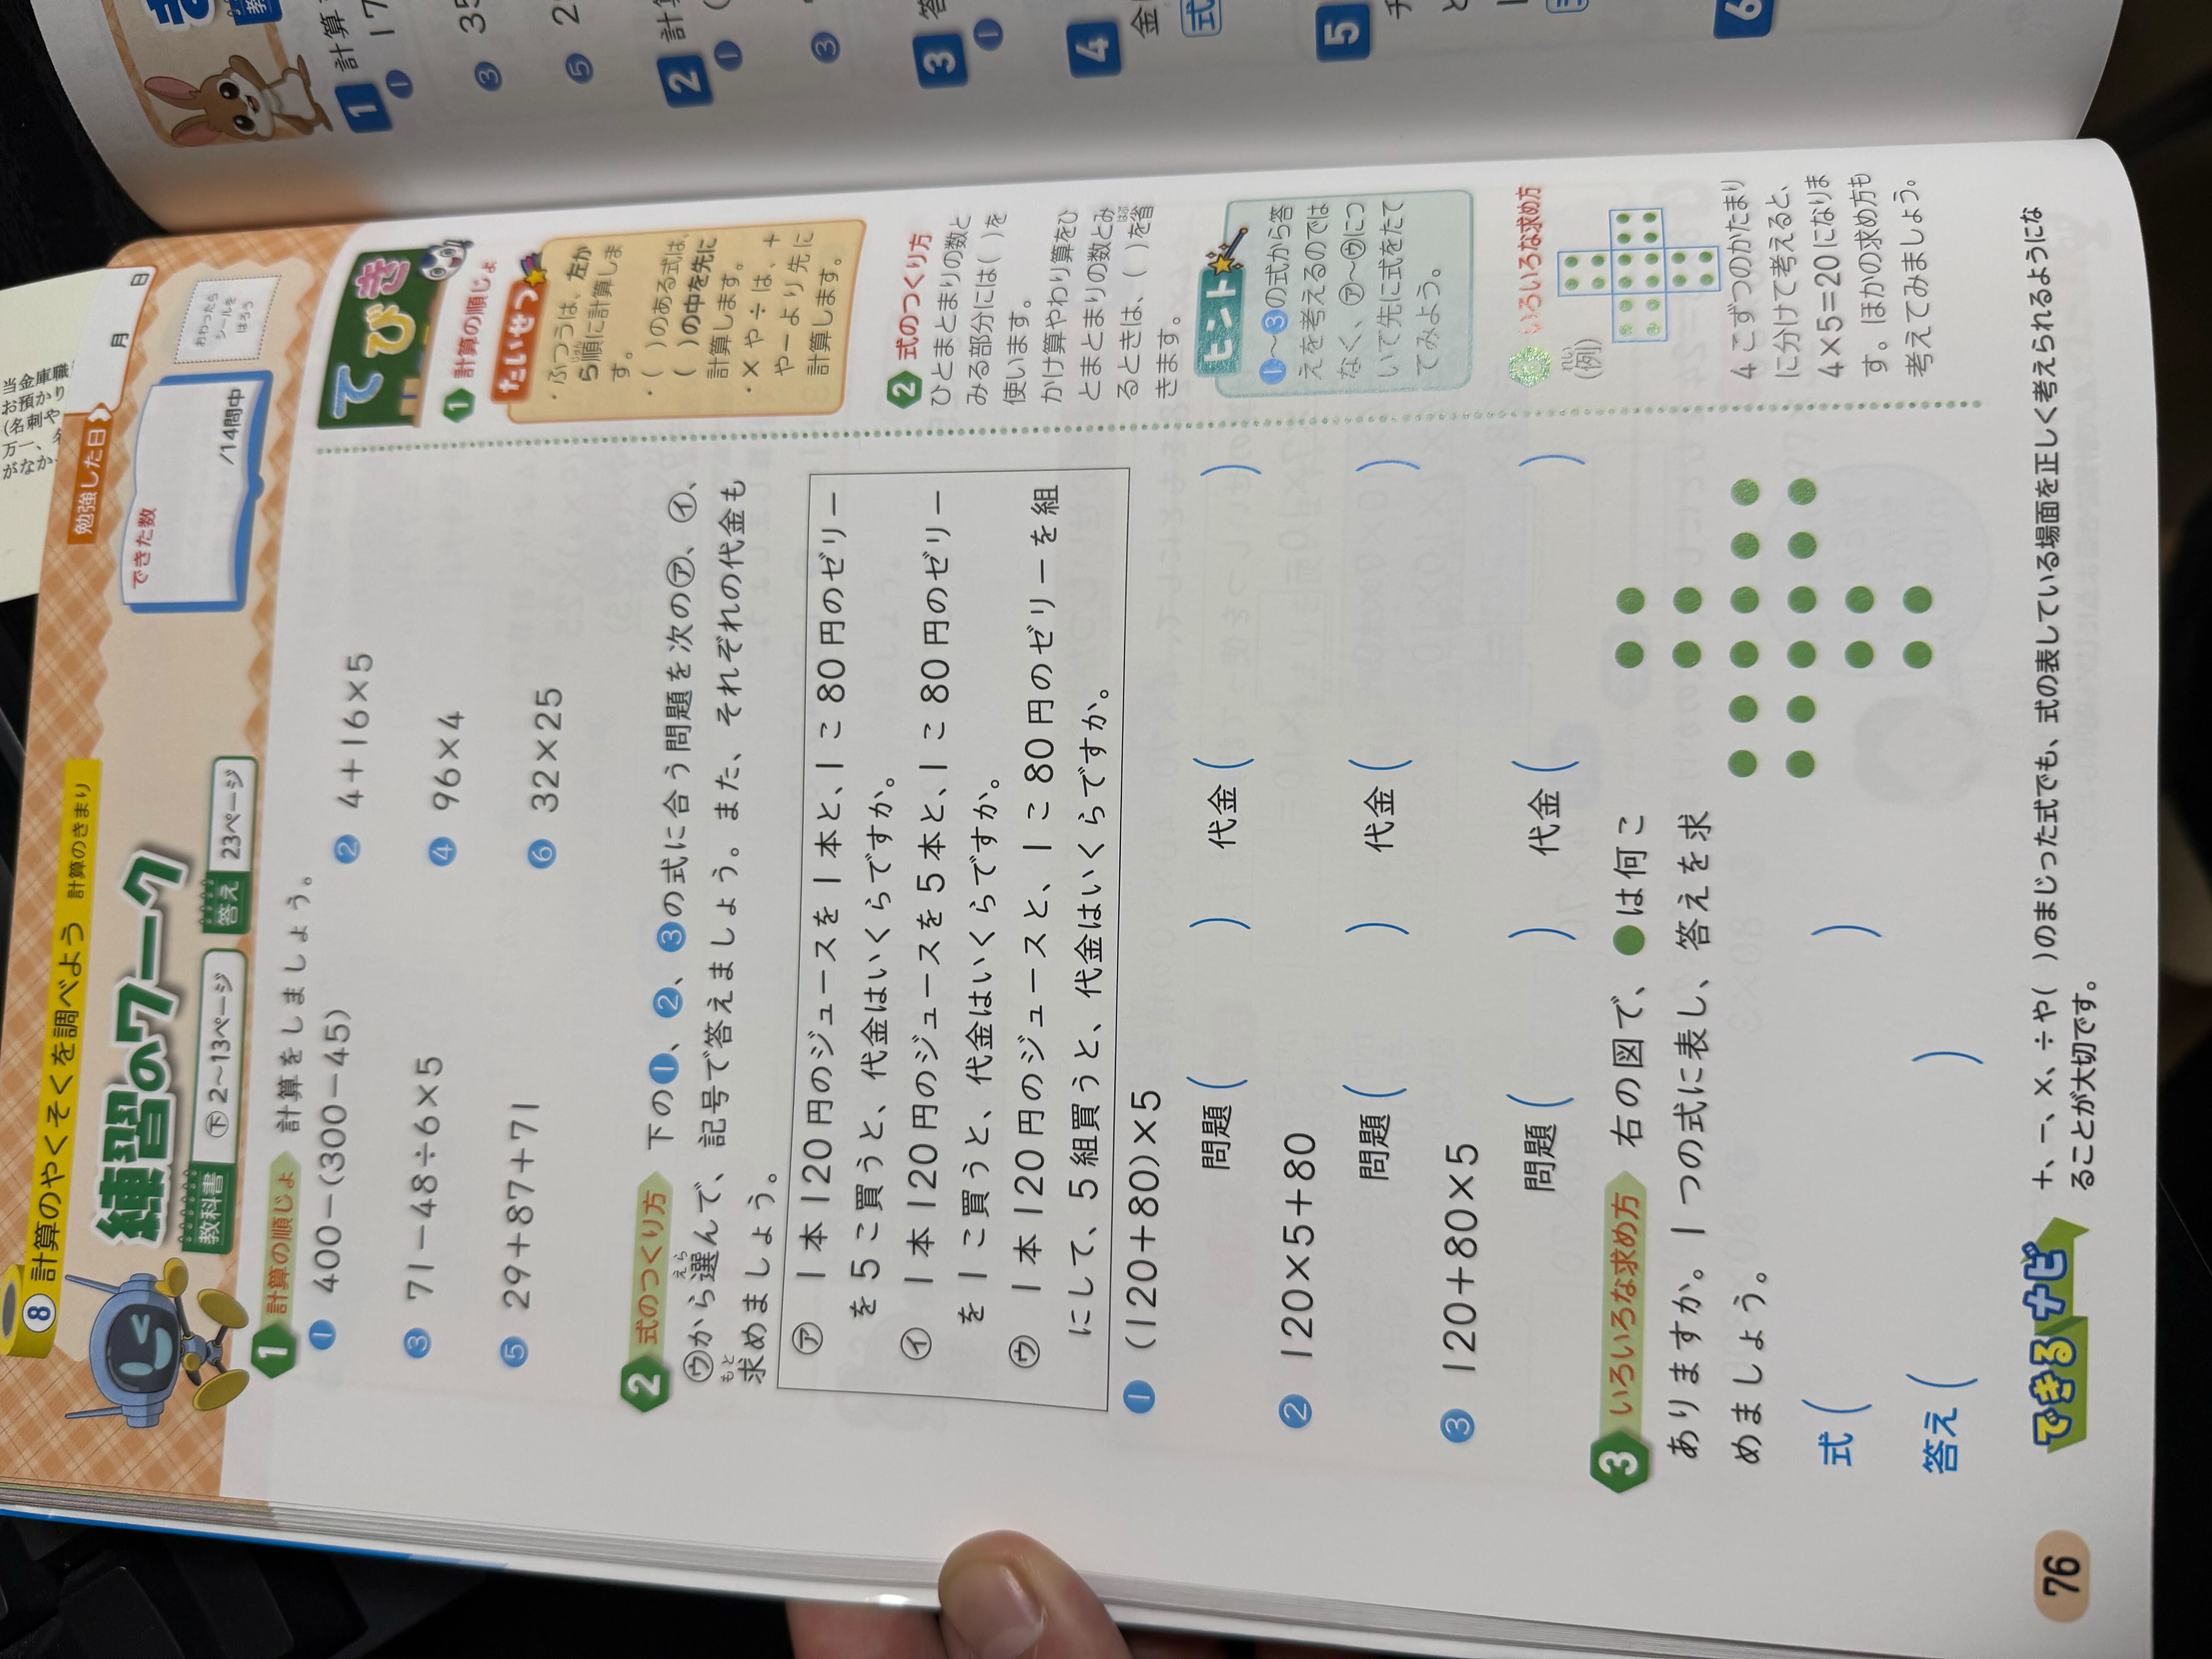 ⑧ 計算のやくそくを調べよう 計算のきまり
練習のワーク
教科書 下 2～13ページ 答え 23ページ
勉強した日 月 日
できた数 /14問中
おわったら
シールを
はろう
1 計算の順じょ 計算をしましょう。
❶ 400－(300－45)
❷ 4＋16×5
❸ 71－48÷6×5
❹ 96×4
❺ 29＋87＋71
❻ 32×25
2 式のつくり方 下の❶、❷、❸の式に合う問題を次の㋐、㋑、
㋒から選んで、記号で答えましょう。また、それぞれの代金も
求めましょう。
㋐ 1本120円のジュースを1本と、1こ80円のゼリー
を5こ買うと、代金はいくらですか。
㋑ 1本120円のジュースを5本と、1こ80円のゼリー
を1こ買うと、代金はいくらですか。
㋒ 1本120円のジュースと、1こ80円のゼリーを組
にして、5組買うと、代金はいくらですか。
❶ (120＋80)×5
問題( ) 代金( )
❷ 120×5＋80
問題( ) 代金( )
❸ 120＋80×5
問題( ) 代金( )
3 いろいろな求め方 右の図で、●は何こ
ありますか。1つの式に表し、答えを求
めましょう。
式( )
答え( )
てびき
1 計算の順じょ
たいせつ
・ふつうは、左か
ら順に計算しま
す。
・( )のある式は、
( )の中を先に
計算します。
・×や÷は、＋
や－より先に
計算します。
2 式のつくり方
ひとまとまりの数と
みる部分には( )を
使います。
かけ算やわり算をひ
とまとまりの数とみ
るときは、( )を省
きます。
ヒント
❶～❸の式から答
えを考えるのでは
なく、㋐～㋒につ
いて先に式をたて
てみよう。
3 いろいろな求め方
(例)
4こずつのかたまり
に分けて考えると、
4×5=20になりま
す。ほかの求め方も
考えてみましょう。
できるナビ
＋、－、×、÷や( )のまじった式でも、式の表している場面を正しく考えられるようにな
ることが大切です。
76
1 計算
❶ 17
❸ 35
❺ 2
2 計
❶ (
❸
3 答
❶
4 金
式
5
と
6
当金庫職
お預かり
(名刺や
万一、
がなか